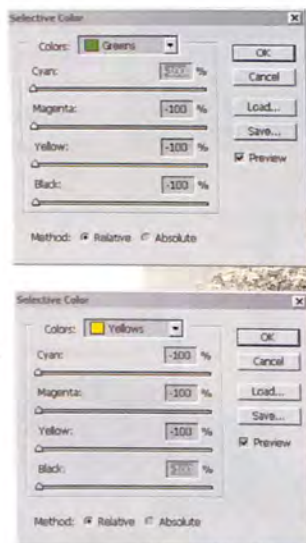 Selective Color
Colors: Greens
OK
Cyan: %
Cancel
Magenta: -100 %
Load...
Yellow: -100 %
Save...
Preview
Black: -100 %
Method: Relative Absolute
Selective Color
Colors: Yellows
OK
Cyan: -100 %
Cancel
Magenta: -100 %
Load...
Yellow: -100 %
Save...
Preview
Black: %
Method: Relative Absolute